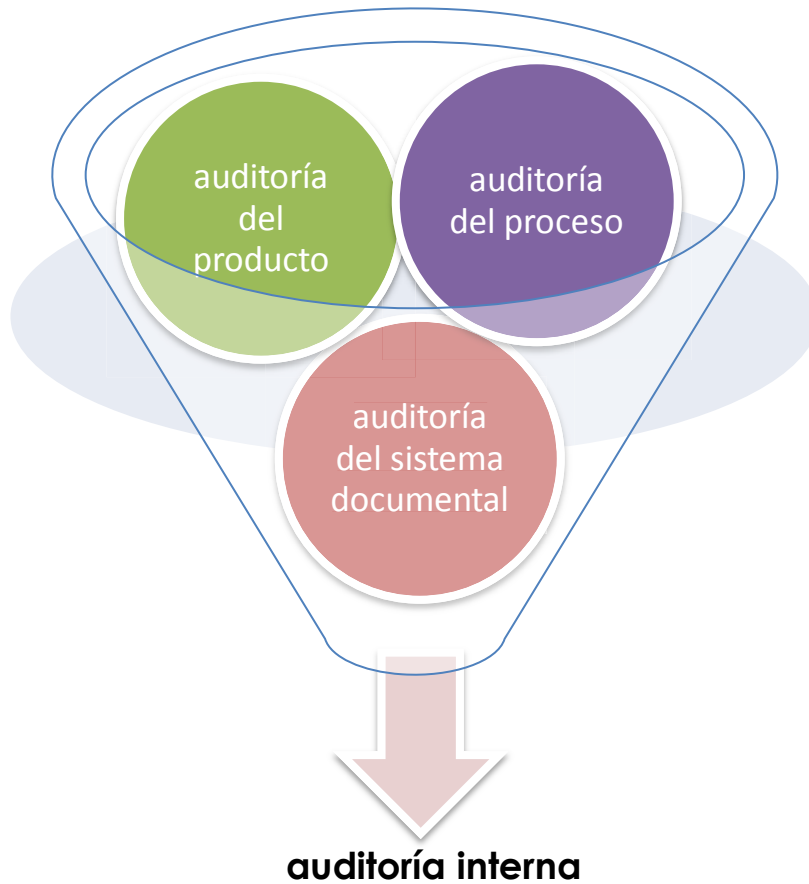 auditoría
del
producto
auditoría
del proceso
auditoría
del sistema
documental
auditoría interna